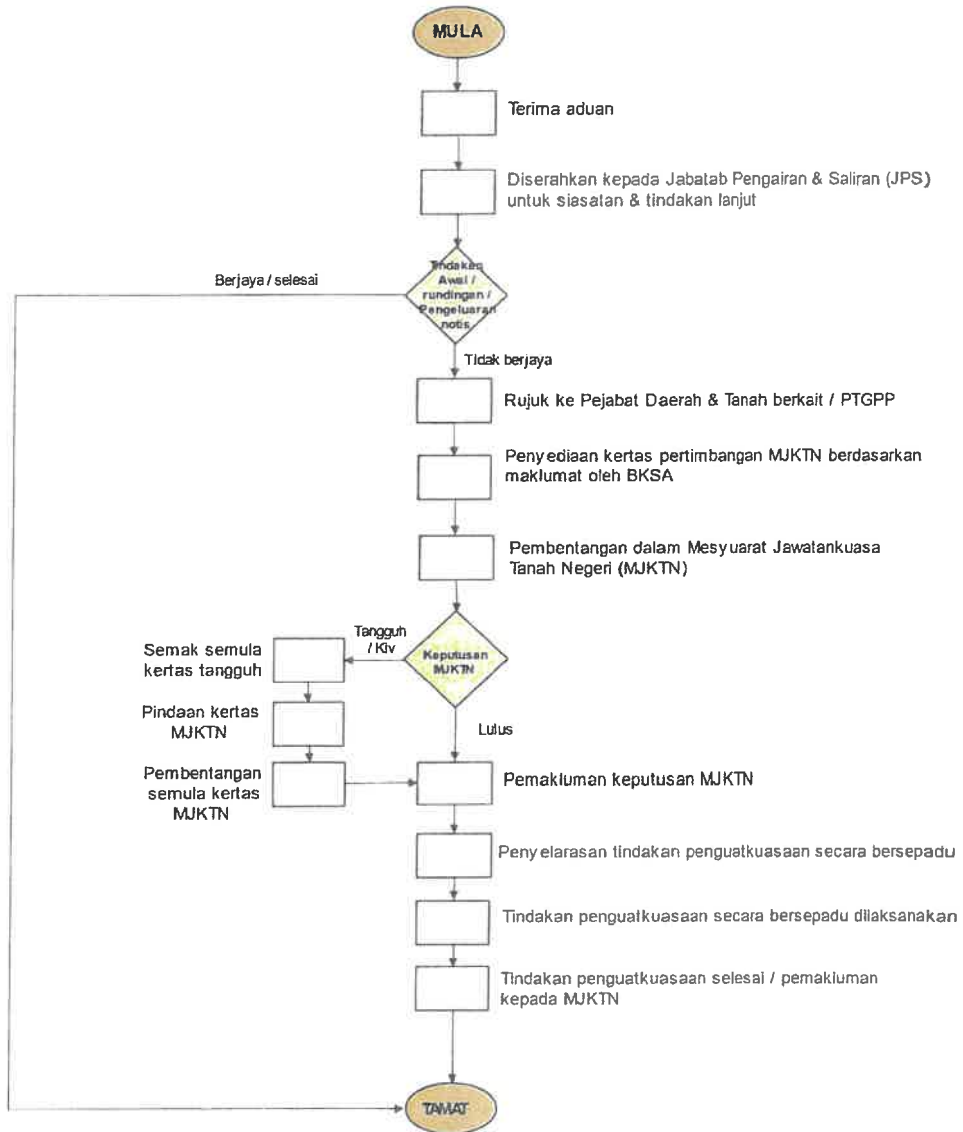 MULA
Terima aduan
Diserahkan kepada Jabatab Pengairan & Saliran (JPS)
untuk siasatan & tindakan lanjut
Tindakan
Awal /
rundingan /
Pengeluaran
notis
Berjaya / selesai
Tidak berjaya
Rujuk ke Pejabat Daerah & Tanah berkait / PTGPP
Penyediaan kertas pertimbangan MJKTN berdasarkan
maklumat oleh BKSA
Pembentangan dalam Mesyuarat Jawatankuasa
Tanah Negeri (MJKTN)
Keputusan
MJKTN
Tangguh
/ Kiv
Semak semula
kertas tangguh
Pindaan kertas
MJKTN
Pembentangan
semula kertas
MJKTN
Lulus
Pemakluman keputusan MJKTN
Penyelarasan tindakan penguatkuasaan secara bersepadu
Tindakan penguatkuasaan secara bersepadu dilaksanakan
Tindakan penguatkuasaan selesai / pemakluman
kepada MJKTN
TAMAT